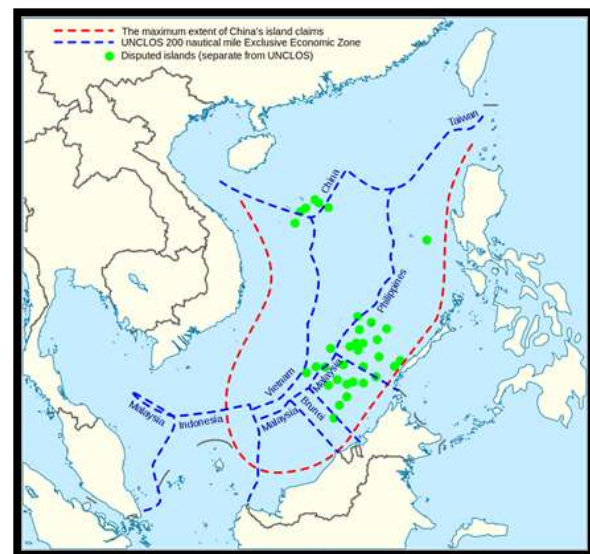 The maximum extent of China's island claims
UNCLOS 200 nautical mile Exclusive Economic Zone
Disputed islands (separate from UNCLOS)
Taiwan
China
Philippines
Vietnam
Malaysia
Malaysia
Indonesia
Malaysia
Brunei